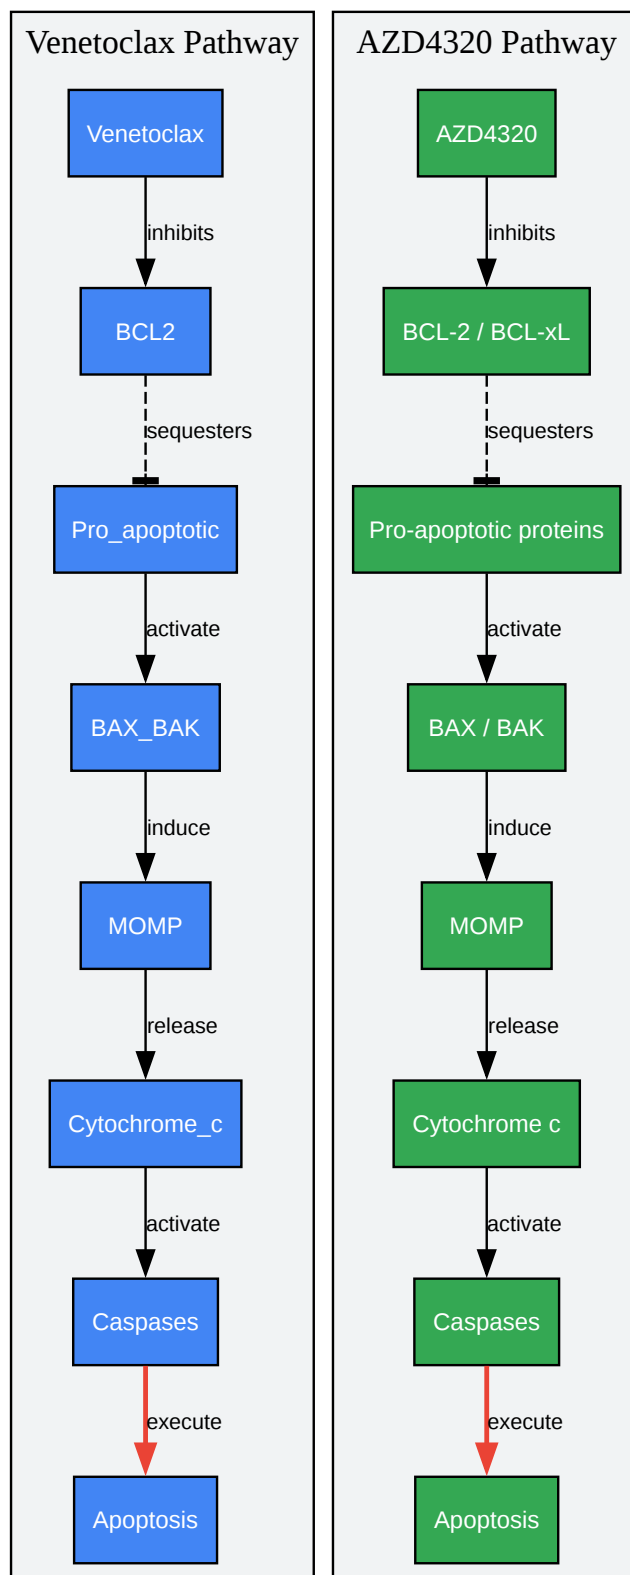 Venetoclax Pathway
Venetoclax
inhibits
BCL2
sequesters
Pro_apoptotic
activate
BAX_BAK
induce
MOMP
release
Cytochrome_c
activate
Caspases
execute
Apoptosis
AZD4320 Pathway
AZD4320
inhibits
BCL-2 / BCL-xL
sequesters
Pro-apoptotic proteins
activate
BAX / BAK
induce
MOMP
release
Cytochrome c
activate
Caspases
execute
Apoptosis